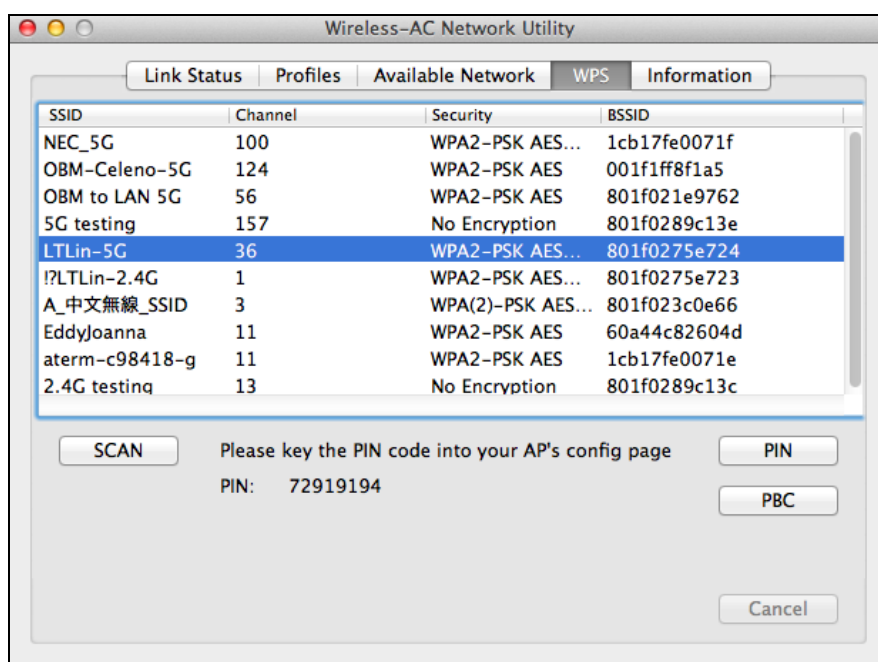 Wireless-AC Network Utility
Link Status Profiles Available Network WPS Information
SSID Channel Security BSSID
NEC_5G 100 WPA2-PSK AES... 1cb17fe0071f
OBM-Celeno-5G 124 WPA2-PSK AES 001f1ff8f1a5
OBM to LAN 5G 56 WPA2-PSK AES 801f021e9762
5G testing 157 No Encryption 801f0289c13e
LTLin-5G 36 WPA2-PSK AES... 801f0275e724
!?LTLin-2.4G 1 WPA2-PSK AES 801f0275e723
A_中文無線_SSID 3 WPA(2)-PSK AES... 801f023c0e66
EddyJoanna 11 WPA2-PSK AES 60a44c82604d
aterm-c98418-g 11 WPA2-PSK AES 1cb17fe0071e
2.4G testing 13 No Encryption 801f0289c13c
SCAN Please key the PIN code into your AP's config page PIN
PIN: 72919194
PBC
Cancel